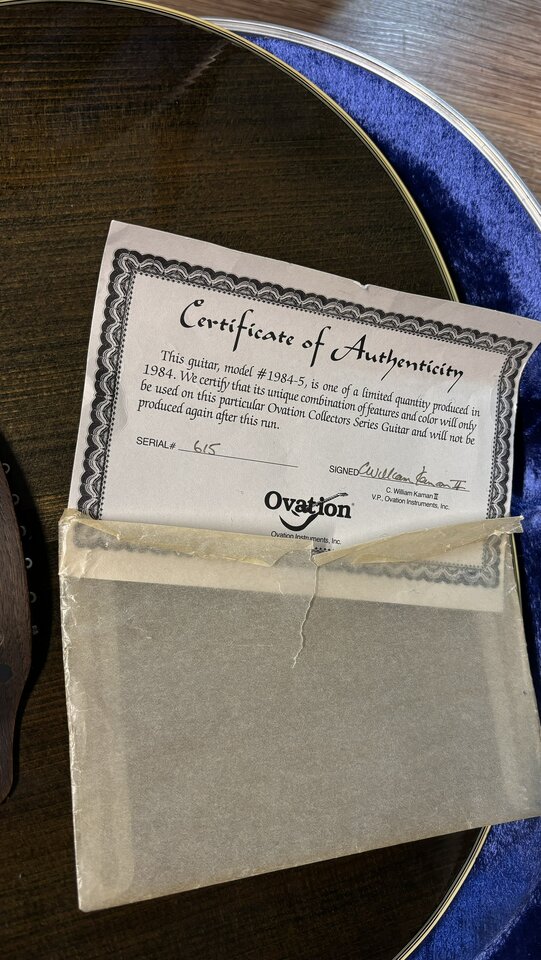 Certificate of Authenticity
This guitar, model #1984-5, is one of a limited quantity produced in
1984. We certify that its unique combination of features and color will only
be used on this particular Ovation Collectors Series Guitar and will not be
produced again after this run.
SERIAL# 615
SIGNED C William Kaman II
C. William Kaman II
V.P., Ovation Instruments, Inc.
Ovation®
Ovation Instruments, Inc.